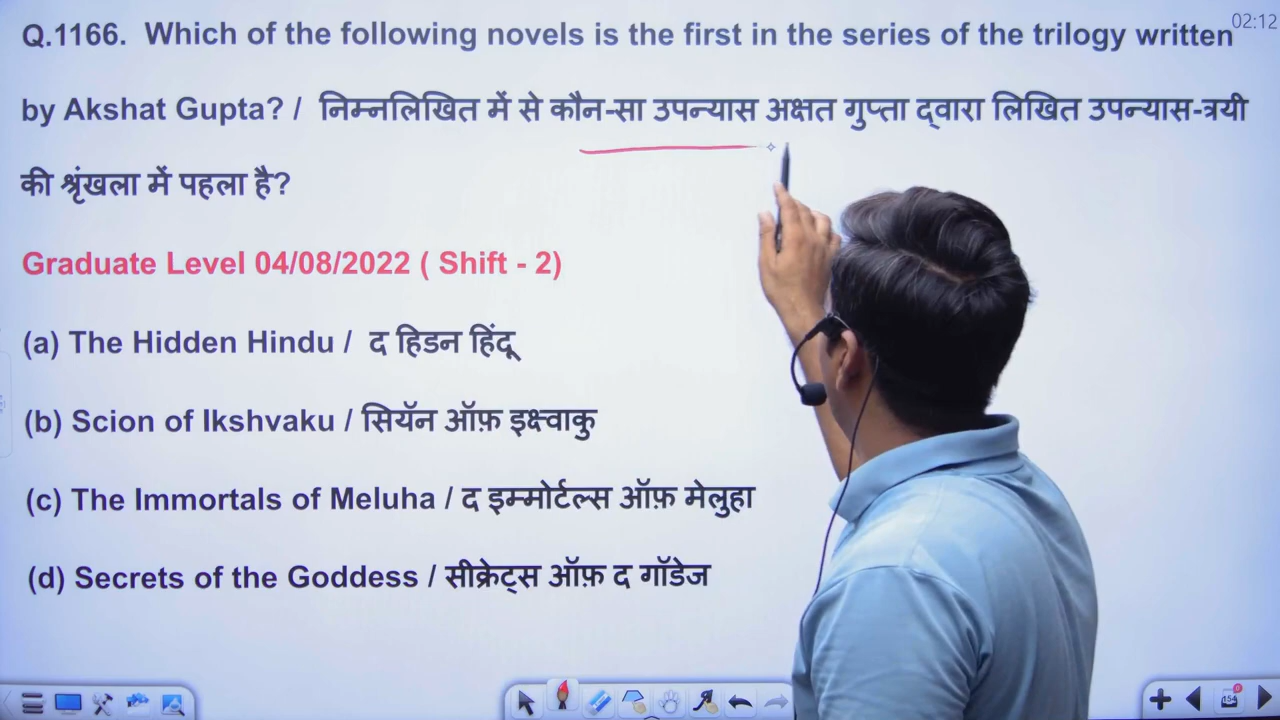 02:12
Q.1166. Which of the following novels is the first in the series of the trilogy written
by Akshat Gupta? / निम्नलिखित में से कौन-सा उपन्यास अक्षत गुप्ता द्वारा लिखित उपन्यास-त्रयी
की श्रृंखला में पहला है?
Graduate Level 04/08/2022 ( Shift - 2)
(a) The Hidden Hindu / द हिडन हिंदू
(b) Scion of Ikshvaku / सियॅन ऑफ़ इक्ष्वाकु
(c) The Immortals of Meluha / द इम्मोर्टल्स ऑफ़ मेलुहा
(d) Secrets of the Goddess / सीक्रेट्स ऑफ़ द गॉडेज